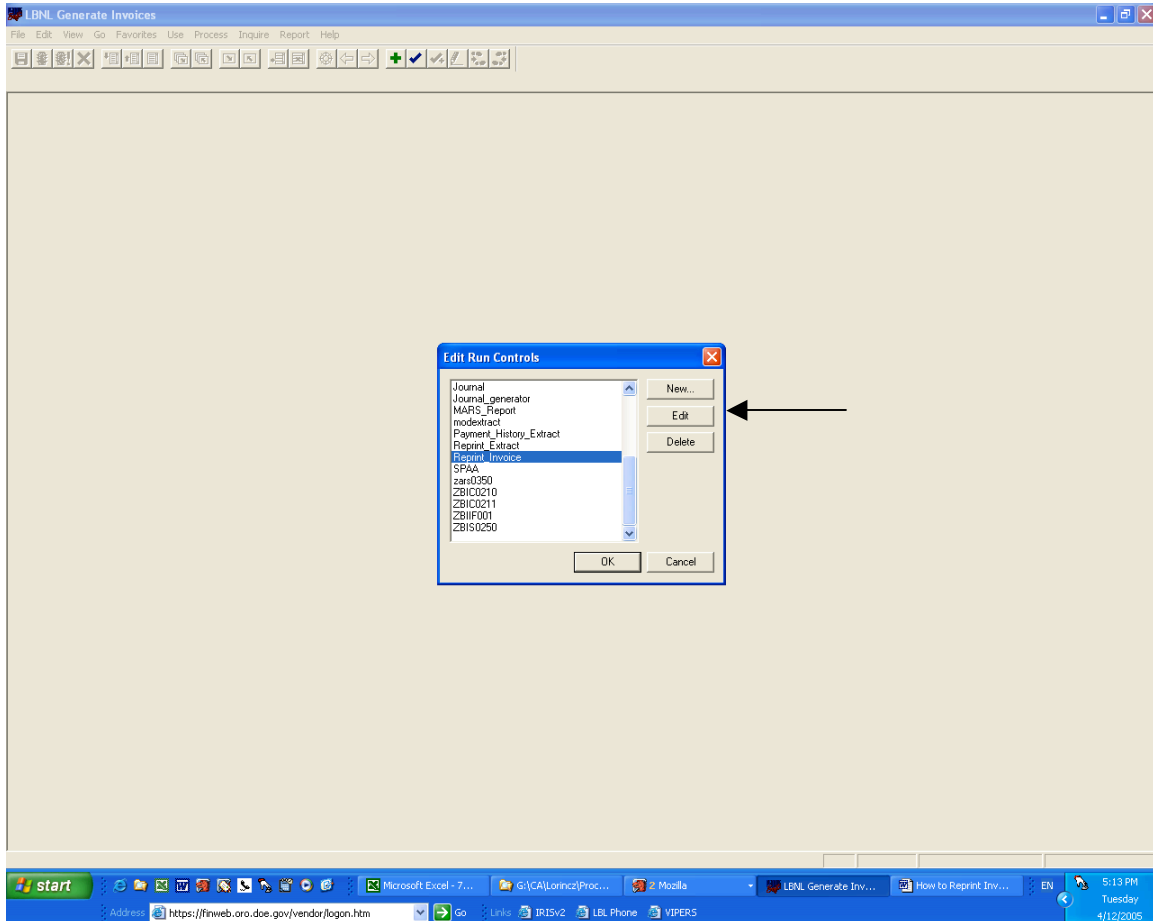 LBNL Generate Invoices
File Edit View Go Favorites Use Process Inquire Report Help
Edit Run Controls
Journal
Journal_generator
MARS_Report
modextract
Payment_History_Extract
Reprint_Extract
Reprint_Invoice
SPAA
zars0350
ZBIC0210
ZBIC0211
ZBIIF001
ZBIS0250
New...
Edit
Delete
OK Cancel
start Microsoft Excel - 7... G:\CA\Lorincz\Proc... 2 Mozilla LBNL Generate Inv... How to Reprint Inv... EN 5:13 PM
Tuesday
Address https://finweb.oro.doe.gov/vendor/logon.htm Go Links IRISv2 LBL Phone VIPERS 4/12/2005